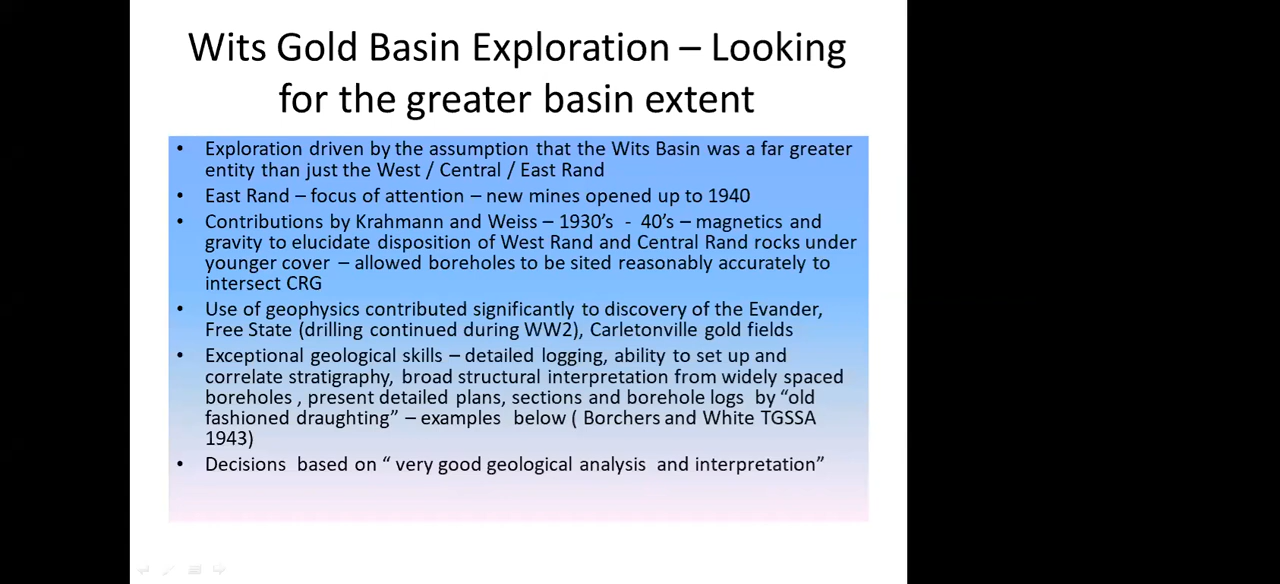 Wits Gold Basin Exploration – Looking
for the greater basin extent
• Exploration driven by the assumption that the Wits Basin was a far greater
entity than just the West / Central / East Rand
• East Rand – focus of attention – new mines opened up to 1940
• Contributions by Krahmann and Weiss – 1930’s - 40’s – magnetics and
gravity to elucidate disposition of West Rand and Central Rand rocks under
younger cover – allowed boreholes to be sited reasonably accurately to
intersect CRG
• Use of geophysics contributed significantly to discovery of the Evander,
Free State (drilling continued during WW2), Carletonville gold fields
• Exceptional geological skills – detailed logging, ability to set up and
correlate stratigraphy, broad structural interpretation from widely spaced
boreholes , present detailed plans, sections and borehole logs by “old
fashioned draughting” – examples below ( Borchers and White TGSSA
1943)
• Decisions based on “ very good geological analysis and interpretation”